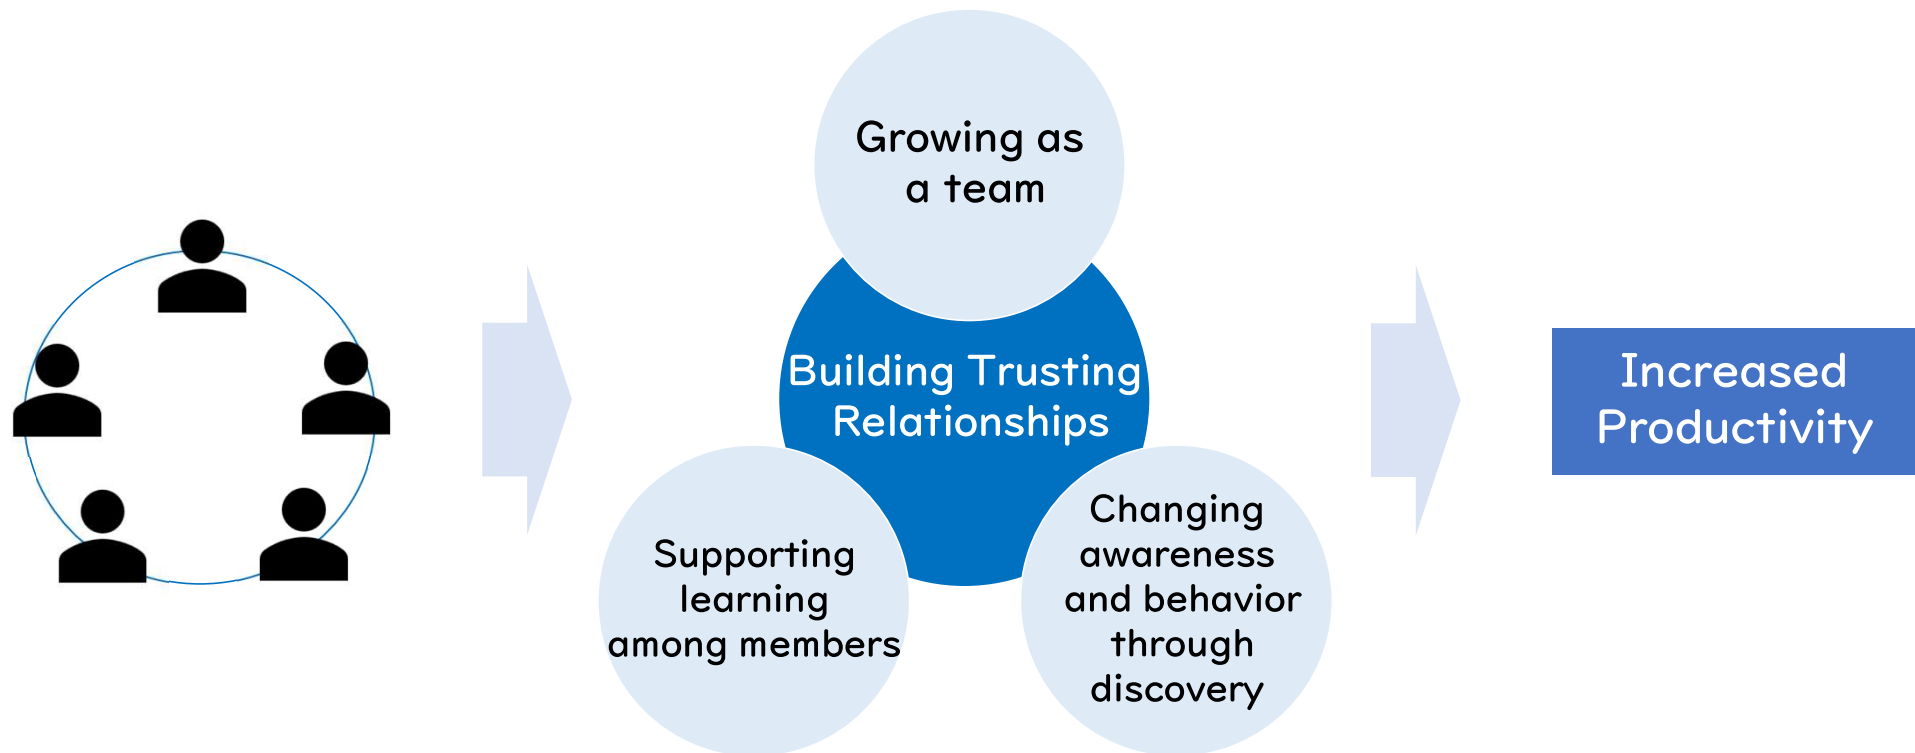 Growing as
a team
Building Trusting
Relationships
Supporting
learning
among members
Changing
awareness
and behavior
through
discovery
Increased
Productivity